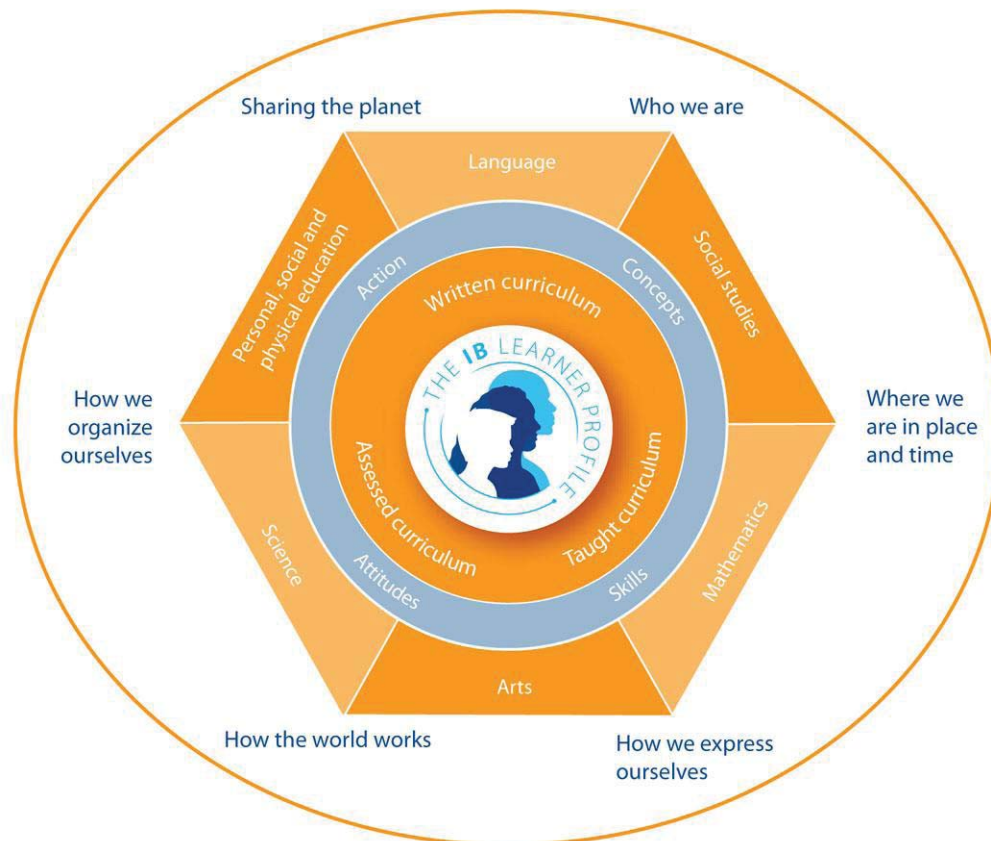 Sharing the planet
Who we are
Language
Personal, social and
physical education
Social studies
Action
Concepts
Written curriculum
THE IB LEARNER PROFILE
How we
organize
ourselves
Where we
are in place
and time
Assessed curriculum
Taught curriculum
Science
Mathematics
Attitudes
Skills
Arts
How the world works
How we express
ourselves